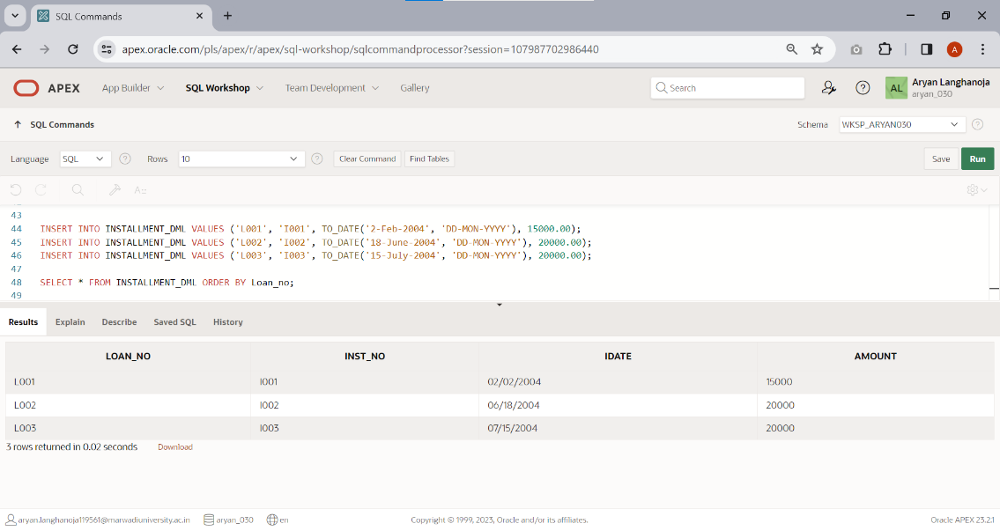 SQL Commands
apex.oracle.com/pls/apex/r/apex/sql-workshop/sqlcommandprocessor?session=107987702986440
A
APEX App Builder SQL Workshop Team Development Gallery Search AL Aryan Langhanoja
aryan_030
SQL Commands Schema WKSP_ARYAN030
Language SQL Rows 10 Clear Command Find Tables Save Run
43
44 INSERT INTO INSTALLMENT_DML VALUES ('L001', 'I001', TO_DATE('2-Feb-2004', 'DD-MON-YYYY'), 15000.00);
45 INSERT INTO INSTALLMENT_DML VALUES ('L002', 'I002', TO_DATE('18-June-2004', 'DD-MON-YYYY'), 20000.00);
46 INSERT INTO INSTALLMENT_DML VALUES ('L003', 'I003', TO_DATE('15-July-2004', 'DD-MON-YYYY'), 20000.00);
47
48 SELECT * FROM INSTALLMENT_DML ORDER BY Loan_no;
49
Results Explain Describe Saved SQL History
LOAN_NO INST_NO IDATE AMOUNT
L001 I001 02/02/2004 15000
L002 I002 06/18/2004 20000
L003 I003 07/15/2004 20000
3 rows returned in 0.02 seconds Download
aryan.langhanoja119561@marwadiuniversity.ac.in aryan_030 en Copyright © 1999, 2023, Oracle and/or its affiliates. Oracle APEX 23.2.1